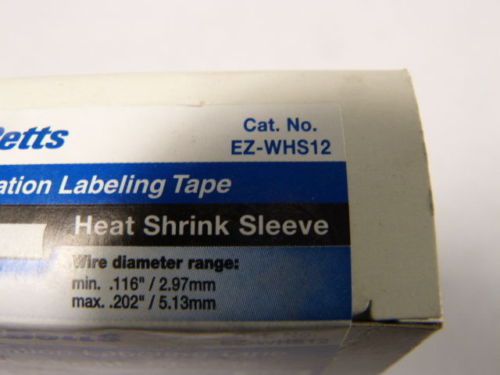 Betts
Cat. No.
EZ-WHS12
ation Labeling Tape
Heat Shrink Sleeve
Wire diameter range:
min. .116" / 2.97mm
max. .202" / 5.13mm